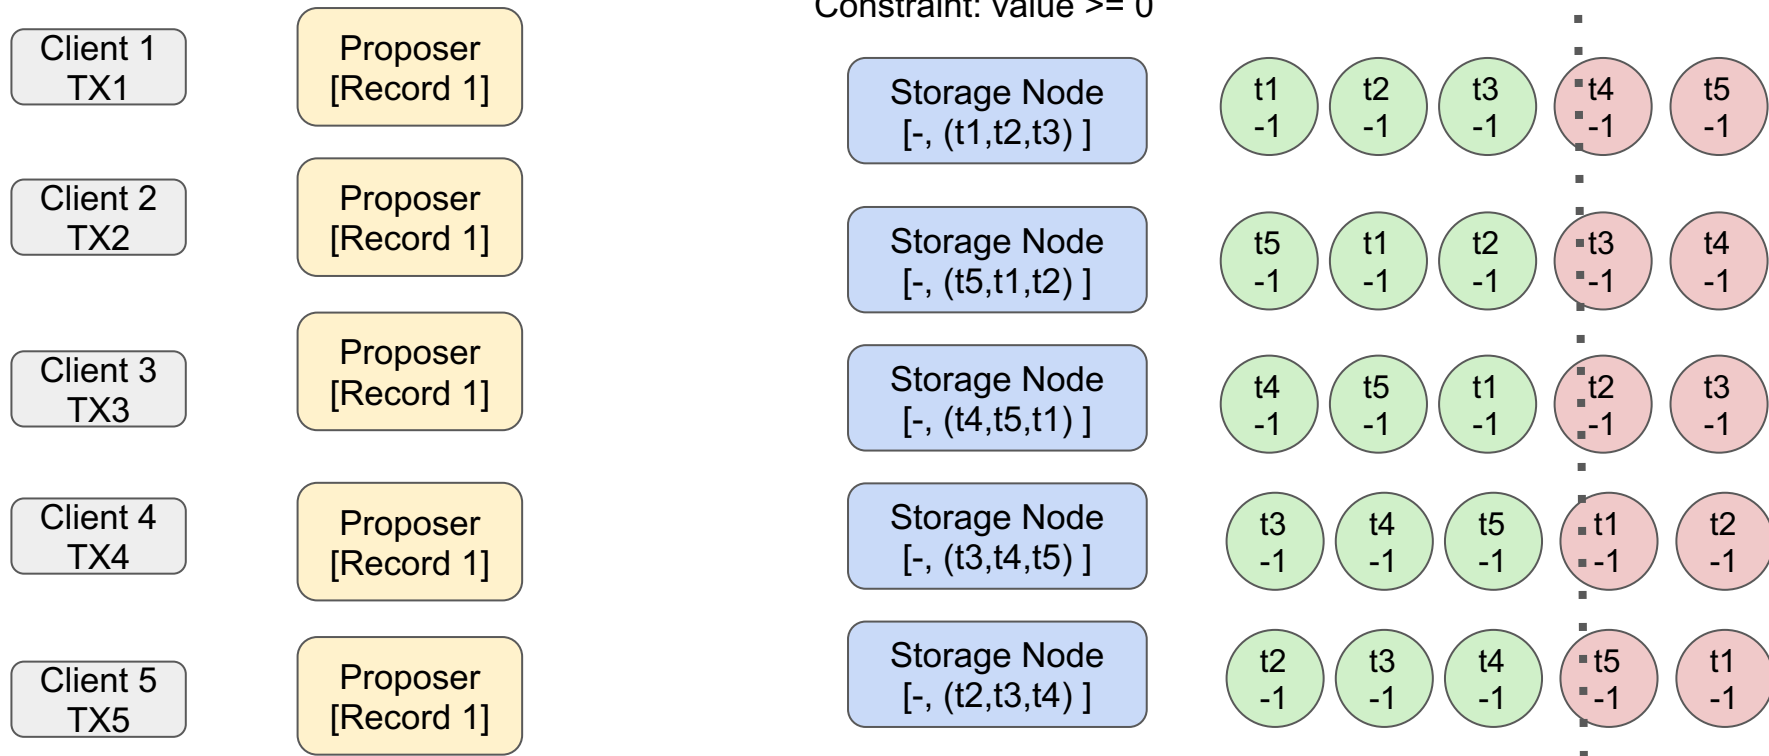 Constraint: value >= 0
Client 1
TX1
Proposer
[Record 1]
Storage Node
[-, (t1,t2,t3) ]
t1
-1
t2
-1
t3
-1
t4
-1
t5
-1
Client 2
TX2
Proposer
[Record 1]
Storage Node
[-, (t5,t1,t2) ]
t5
-1
t1
-1
t2
-1
t3
-1
t4
-1
Client 3
TX3
Proposer
[Record 1]
Storage Node
[-, (t4,t5,t1) ]
t4
-1
t5
-1
t1
-1
t2
-1
t3
-1
Client 4
TX4
Proposer
[Record 1]
Storage Node
[-, (t3,t4,t5) ]
t3
-1
t4
-1
t5
-1
t1
-1
t2
-1
Client 5
TX5
Proposer
[Record 1]
Storage Node
[-, (t2,t3,t4) ]
t2
-1
t3
-1
t4
-1
t5
-1
t1
-1